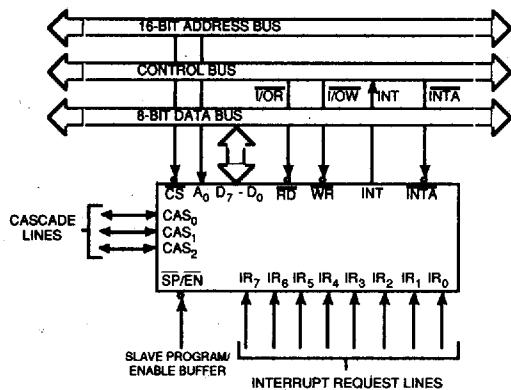 16-BIT ADDRESS BUS
CONTROL BUS
I/OR I/OW INT INTA
8-BIT DATA BUS
CS A0 D7 - D0 RD WR INT INTA
CASCADE LINES
CAS0
CAS1
CAS2
SP/EN IR7 IR6 IR5 IR4 IR3 IR2 IR1 IR0
SLAVE PROGRAM/
ENABLE BUFFER
INTERRUPT REQUEST LINES